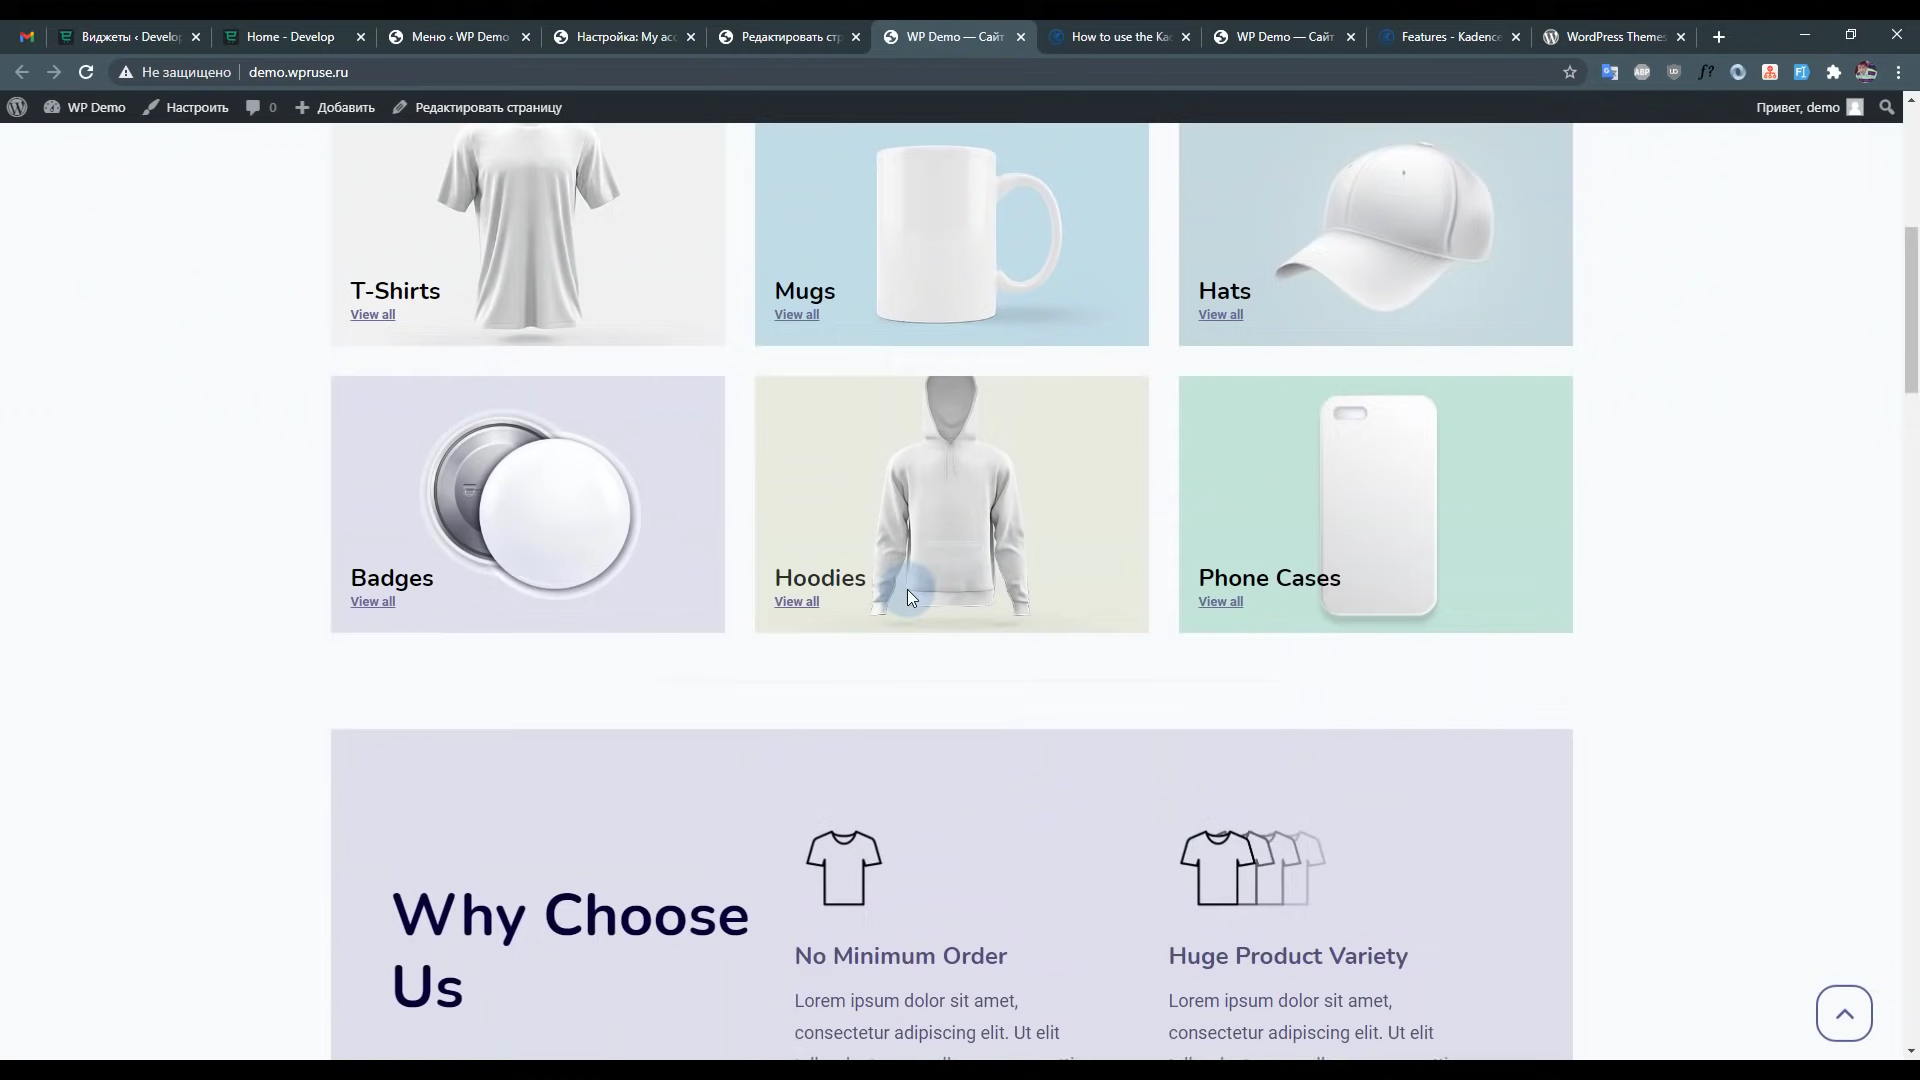 Виджеты ‹ Develop
Home - Develop
Меню ‹ WP Demo
Настройка: My acc
Редактировать стр
WP Demo — Сайт
How to use the Kad
WP Demo — Сайт
Features - Kadence
WordPress Themes
Не защищено
demo.wpruse.ru
WP Demo
Настроить
0
Добавить
Редактировать страницу
Привет, demo
T-Shirts
View all
Mugs
View all
Hats
View all
Badges
View all
Hoodies
View all
Phone Cases
View all
Why Choose
Us
No Minimum Order
Lorem ipsum dolor sit amet,
consectetur adipiscing elit. Ut elit
Huge Product Variety
Lorem ipsum dolor sit amet,
consectetur adipiscing elit. Ut elit